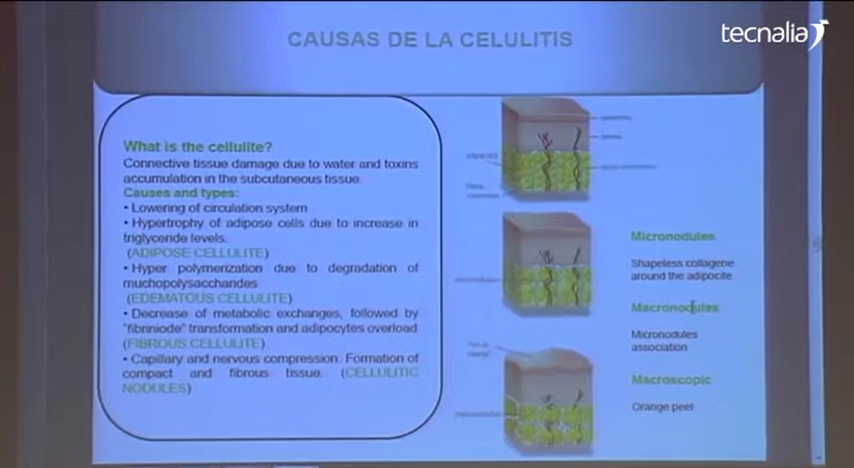 tecnalia
CAUSAS DE LA CELULITIS
What is the cellulite?
Connective tissue damage due to water and toxins
accumulation in the subcutaneous tissue.
Causes and types:
• Lowering of circulation system
• Hypertrophy of adipose cells due to increase in
triglyceride levels.
(ADIPOSE CELLULITE)
• Hyper polymerization due to degradation of
muchopolysaccharides
(EDEMATOUS CELLULITE)
• Decrease of metabolic exchanges, followed by
"fibriniode" transformation and adipocytes overload
(FIBROUS CELLULITE)
• Capillary and nervous compression. Formation of
compact and fibrous tissue. (CELLULITIC
NODULES)
Micronodules
Shapeless collagene
around the adipocite
Macronodules
Micronodules
association
Macroscopic
Orange peel